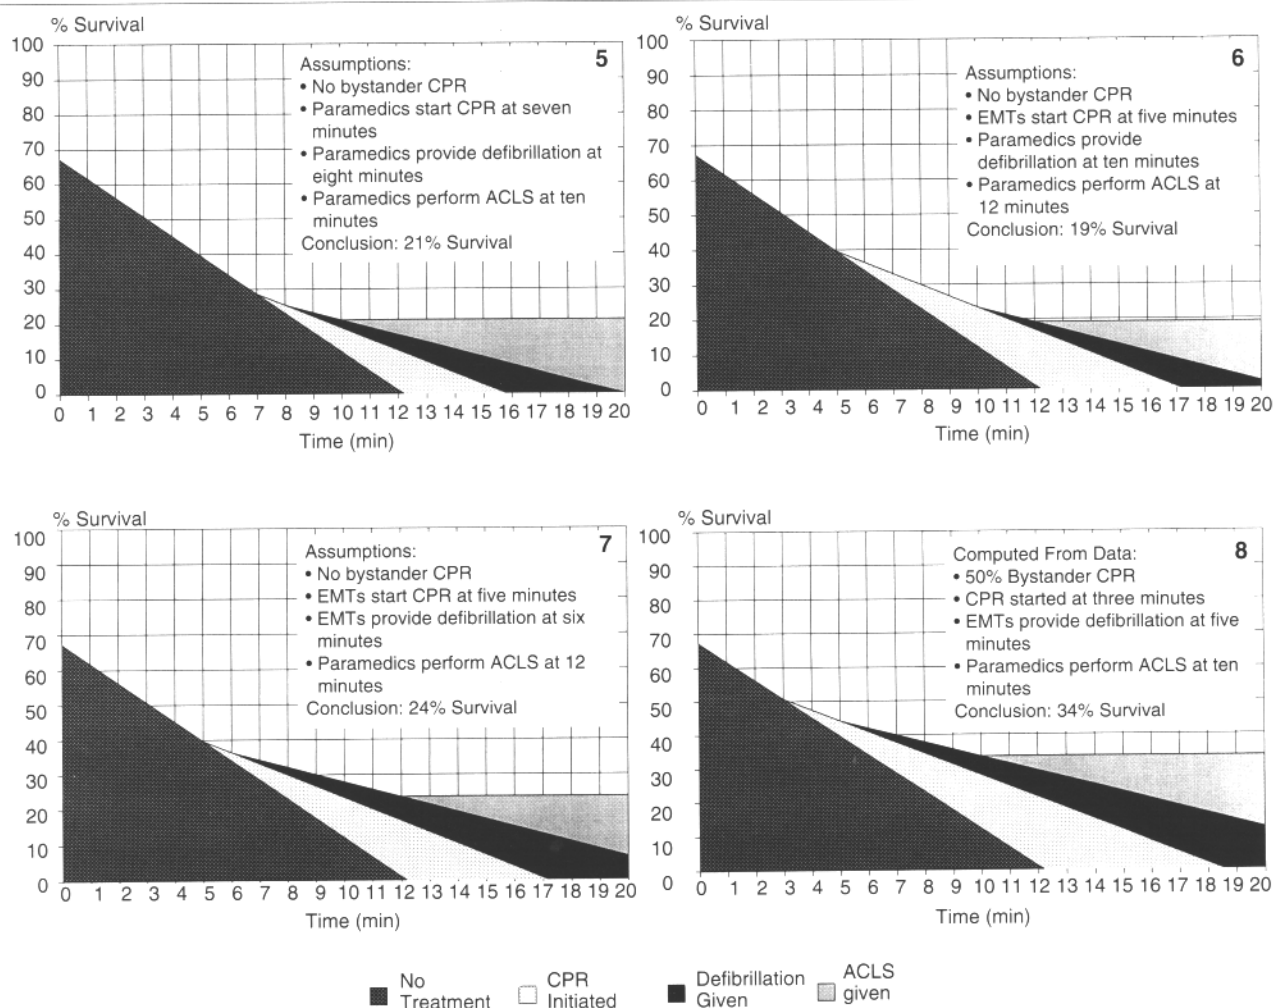 % Survival
5
100
90
80
70
60
50
40
30
20
10
0
Assumptions:
• No bystander CPR
• Paramedics start CPR at seven
minutes
• Paramedics provide defibrillation at
eight minutes
• Paramedics perform ACLS at ten
minutes
Conclusion: 21% Survival
0 1 2 3 4 5 6 7 8 9 10 11 12 13 14 15 16 17 18 19 20
Time (min)
% Survival
6
100
90
80
70
60
50
40
30
20
10
0
Assumptions:
• No bystander CPR
• EMTs start CPR at five minutes
• Paramedics provide
defibrillation at ten minutes
• Paramedics perform ACLS at
12 minutes
Conclusion: 19% Survival
0 1 2 3 4 5 6 7 8 9 10 11 12 13 14 15 16 17 18 19 20
Time (min)
% Survival
7
100
90
80
70
60
50
40
30
20
10
0
Assumptions:
• No bystander CPR
• EMTs start CPR at five minutes
• EMTs provide defibrillation at six
minutes
• Paramedics perform ACLS at 12
minutes
Conclusion: 24% Survival
0 1 2 3 4 5 6 7 8 9 10 11 12 13 14 15 16 17 18 19 20
Time (min)
% Survival
8
100
90
80
70
60
50
40
30
20
10
0
Computed From Data:
• 50% Bystander CPR
• CPR started at three minutes
• EMTs provide defibrillation at five
minutes
• Paramedics perform ACLS at ten
minutes
Conclusion: 34% Survival
0 1 2 3 4 5 6 7 8 9 10 11 12 13 14 15 16 17 18 19 20
Time (min)
No
Treatment
CPR
Initiated
Defibrillation
Given
ACLS
given